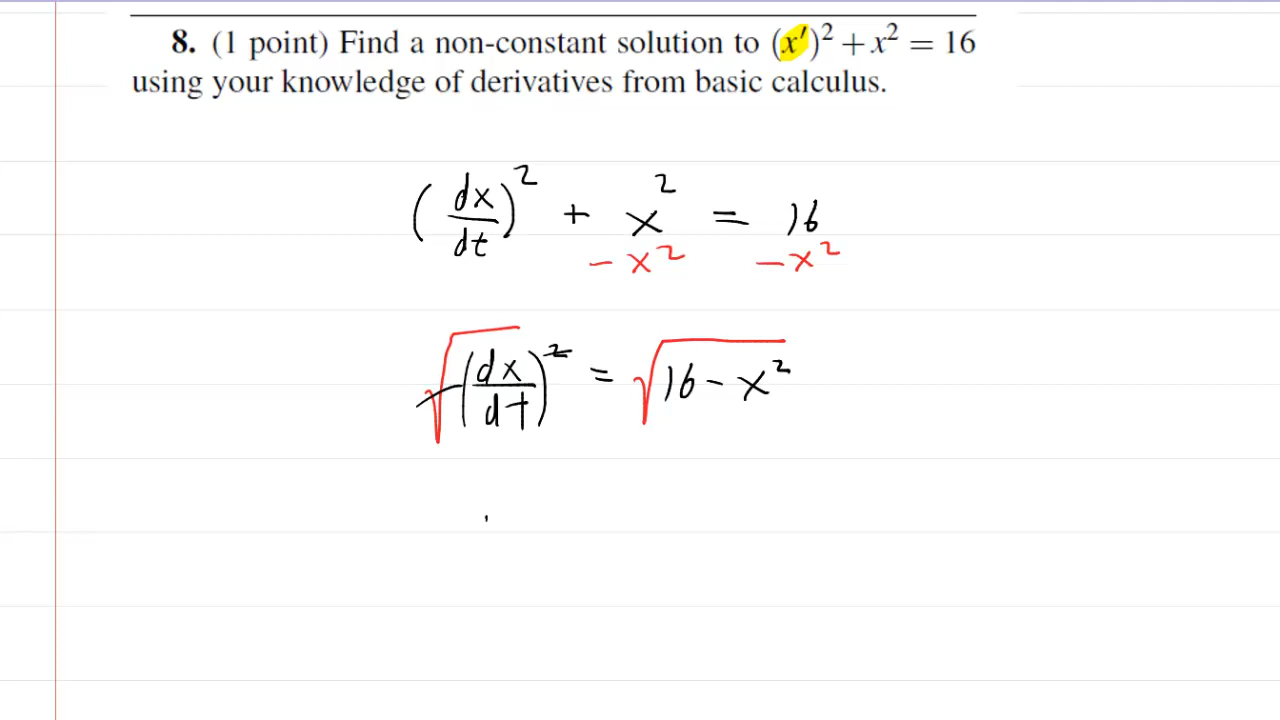 8. (1 point) Find a non-constant solution to (x′)² + x² = 16
using your knowledge of derivatives from basic calculus.
(dx/dt)² + x² = 16
− x² − x²
√(dx/dt)² = √16 − x²